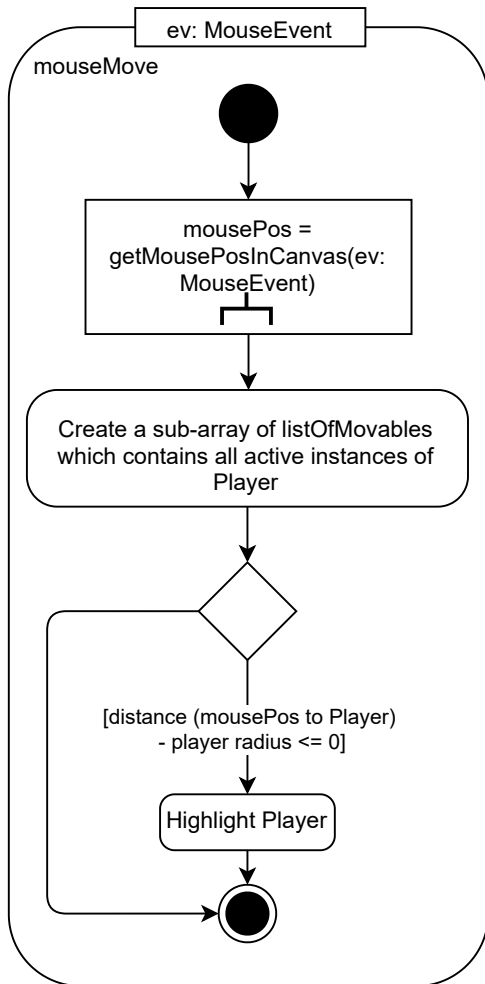 ev: MouseEvent
mouseMove
mousePos =
getMousePosInCanvas(ev:
MouseEvent)
Create a sub-array of listOfMovables
which contains all active instances of
Player
[distance (mousePos to Player)
- player radius <= 0]
Highlight Player